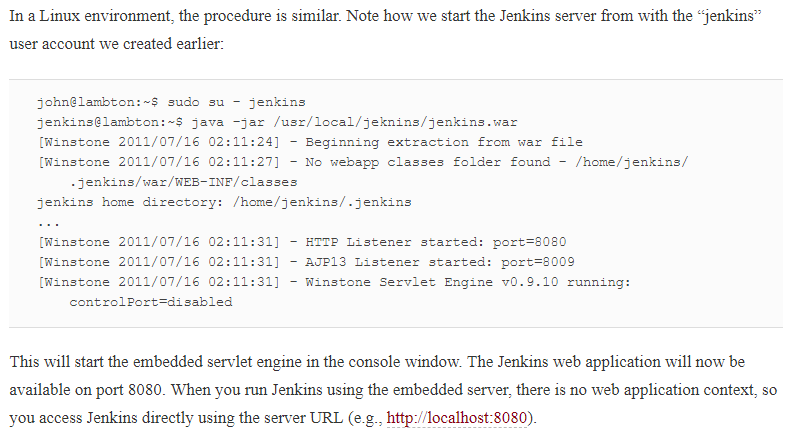 In a Linux environment, the procedure is similar. Note how we start the Jenkins server from with the “jenkins”
user account we created earlier:
john@lambton:~$ sudo su - jenkins
jenkins@lambton:~$ java -jar /usr/local/jeknins/jenkins.war
[Winstone 2011/07/16 02:11:24] - Beginning extraction from war file
[Winstone 2011/07/16 02:11:27] - No webapp classes folder found - /home/jenkins/
.jenkins/war/WEB-INF/classes
jenkins home directory: /home/jenkins/.jenkins
...
[Winstone 2011/07/16 02:11:31] - HTTP Listener started: port=8080
[Winstone 2011/07/16 02:11:31] - AJP13 Listener started: port=8009
[Winstone 2011/07/16 02:11:31] - Winstone Servlet Engine v0.9.10 running:
controlPort=disabled
This will start the embedded servlet engine in the console window. The Jenkins web application will now be
available on port 8080. When you run Jenkins using the embedded server, there is no web application context, so
you access Jenkins directly using the server URL (e.g., http://localhost:8080).